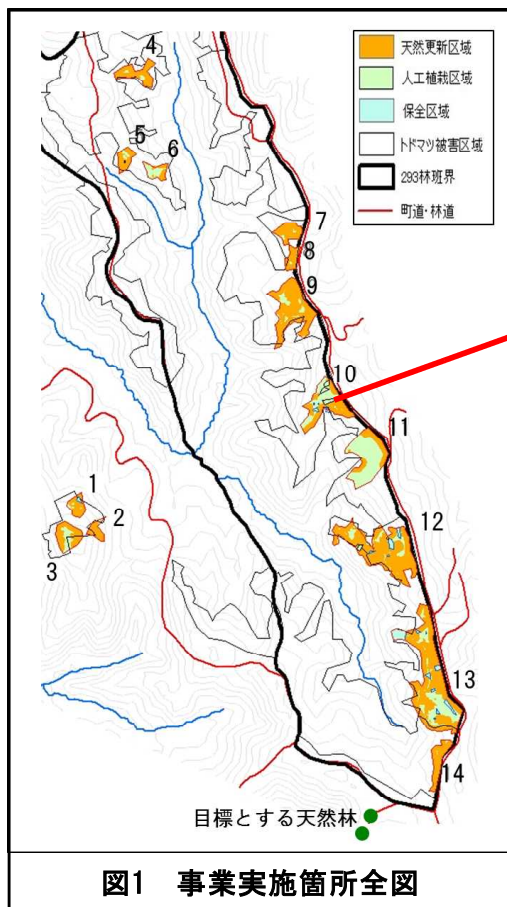 天然更新区域
人工植栽区域
保全区域
トドマツ被害区域
293林班界
町道・林道
4
5
6
7
8
9
10
11
1
2
3
12
13
14
目標とする天然林
図1 事業実施箇所全図